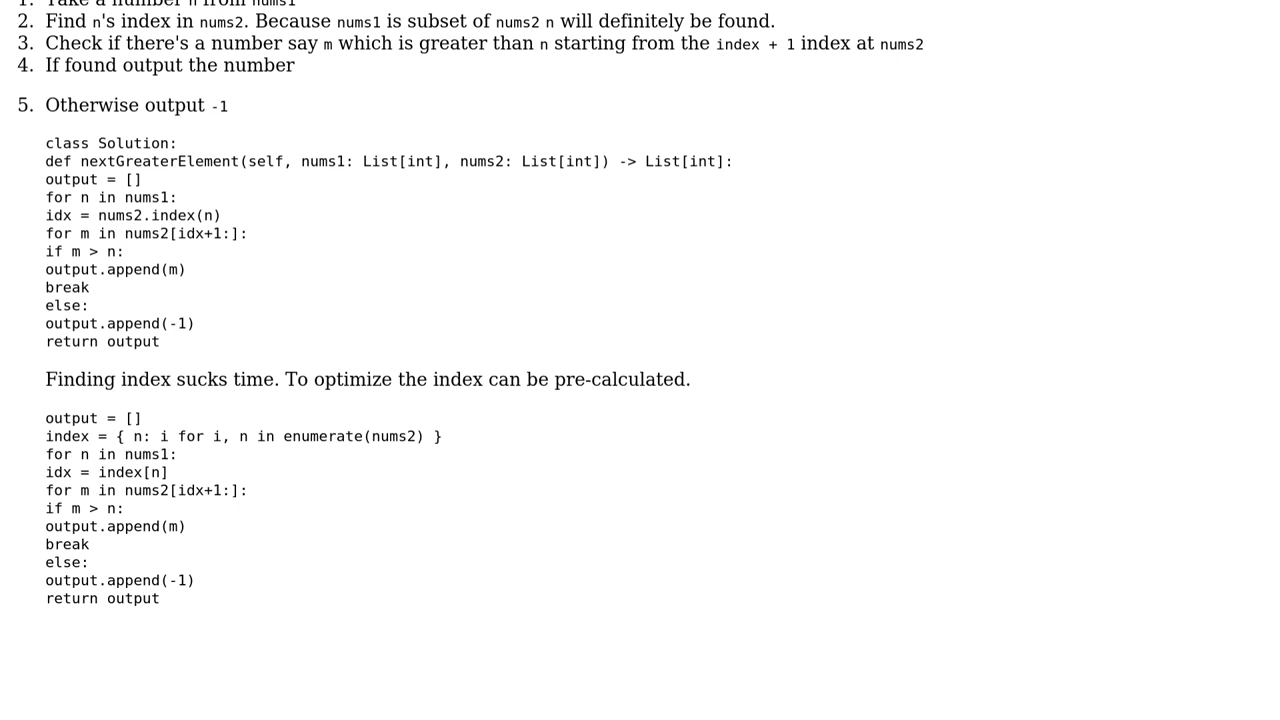 1. Take a number n from nums1
2. Find n's index in nums2. Because nums1 is subset of nums2 n will definitely be found.
3. Check if there's a number say m which is greater than n starting from the index + 1 index at nums2
4. If found output the number
5. Otherwise output -1
class Solution:
def nextGreaterElement(self, nums1: List[int], nums2: List[int]) -> List[int]:
output = []
for n in nums1:
idx = nums2.index(n)
for m in nums2[idx+1:]:
if m > n:
output.append(m)
break
else:
output.append(-1)
return output
Finding index sucks time. To optimize the index can be pre-calculated.
output = []
index = { n: i for i, n in enumerate(nums2) }
for n in nums1:
idx = index[n]
for m in nums2[idx+1:]:
if m > n:
output.append(m)
break
else:
output.append(-1)
return output